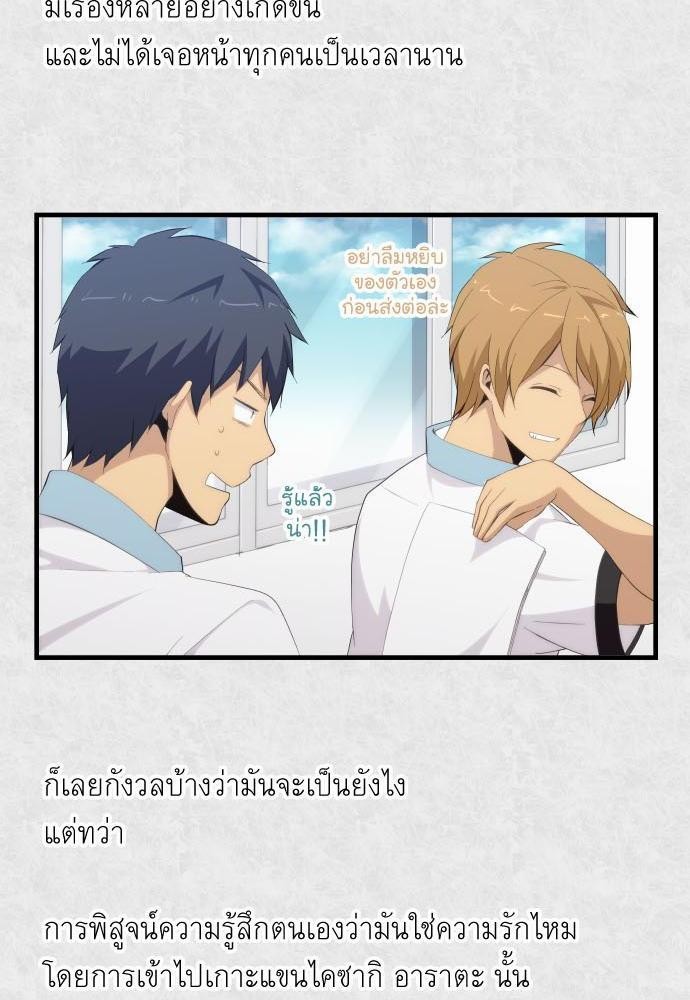 มีเรื่องหลายอย่างเกิดขึ้น
และไม่ได้เจอหน้าทุกคนเป็นเวลานาน
อย่าลืมหยิบ
ของตัวเอง
ก่อนส่งต่อล่ะ
รู้แล้ว
น่า!!
ก็เลยกังวลบ้างว่ามันจะเป็นยังไง
แต่ทว่า
การพิสูจน์ความรู้สึกตนเองว่ามันใช่ความรักไหม
โดยการเข้าไปเกาะแขนไคซากิ อาราตะ นั้น